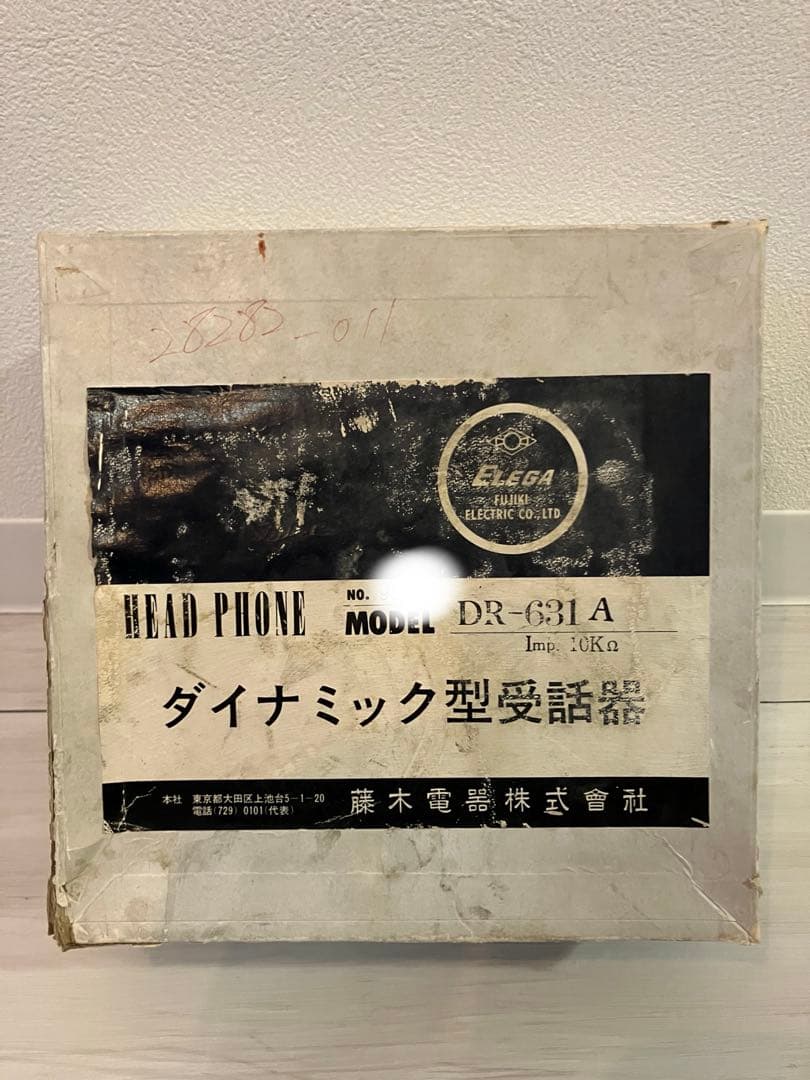 28282-011
ELEGA
FUJIKI
ELECTRIC CO., LTD
HEAD PHONE
NO.
MODEL DR-631 A
Imp. 10KΩ
ダイナミック型受話器
本社 東京都大田区上池台5-1-20
電話(729) 0101(代表)
藤木電器株式會社